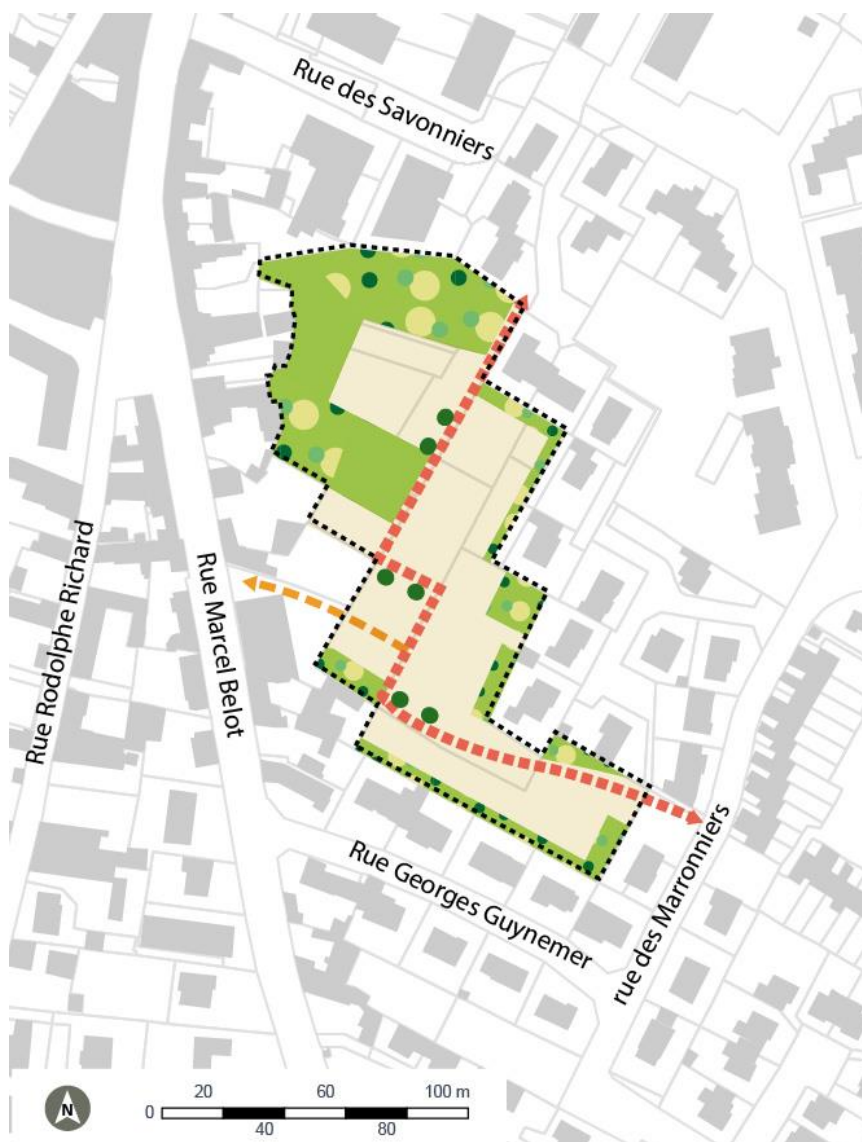 Rue des Savonniers
Rue Rodolphe Richard
Rue Marcel Belot
Rue Georges Guynemer
rue des Marronniers
N
20 60 100 m
0
40 80